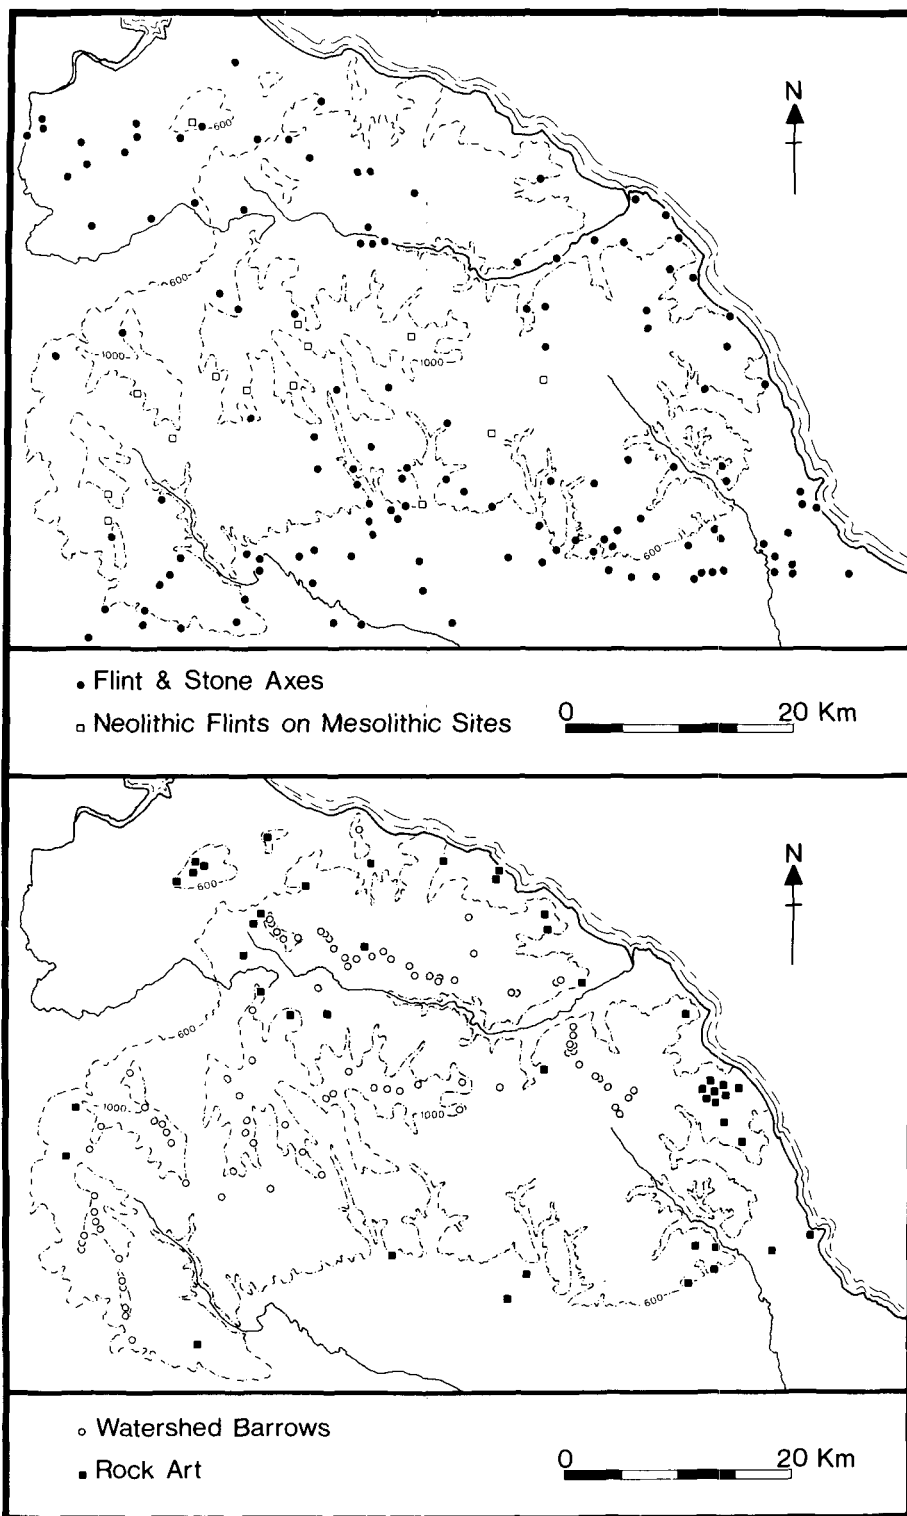 N
600
600
1000
1000
600
Flint & Stone Axes
Neolithic Flints on Mesolithic Sites
0 20 Km
N
600
600
1000
1000
600
Watershed Barrows
Rock Art
0 20 Km